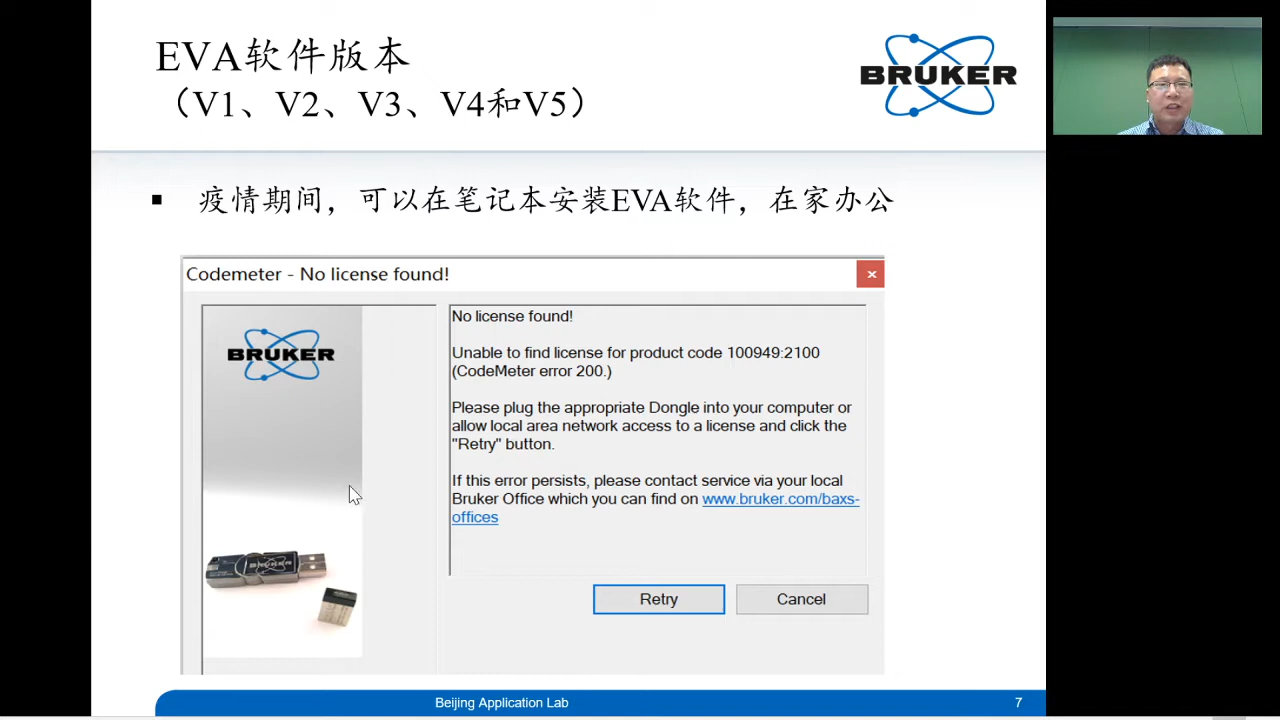 EVA软件版本
（V1、V2、V3、V4和V5）
BRUKER
▪ 疫情期间，可以在笔记本安装EVA软件，在家办公
Codemeter - No license found!
BRUKER
No license found!
Unable to find license for product code 100949:2100
(CodeMeter error 200.)
Please plug the appropriate Dongle into your computer or
allow local area network access to a license and click the
"Retry" button.
If this error persists, please contact service via your local
Bruker Office which you can find on www.bruker.com/baxs-
offices
Retry
Cancel
Beijing Application Lab
7